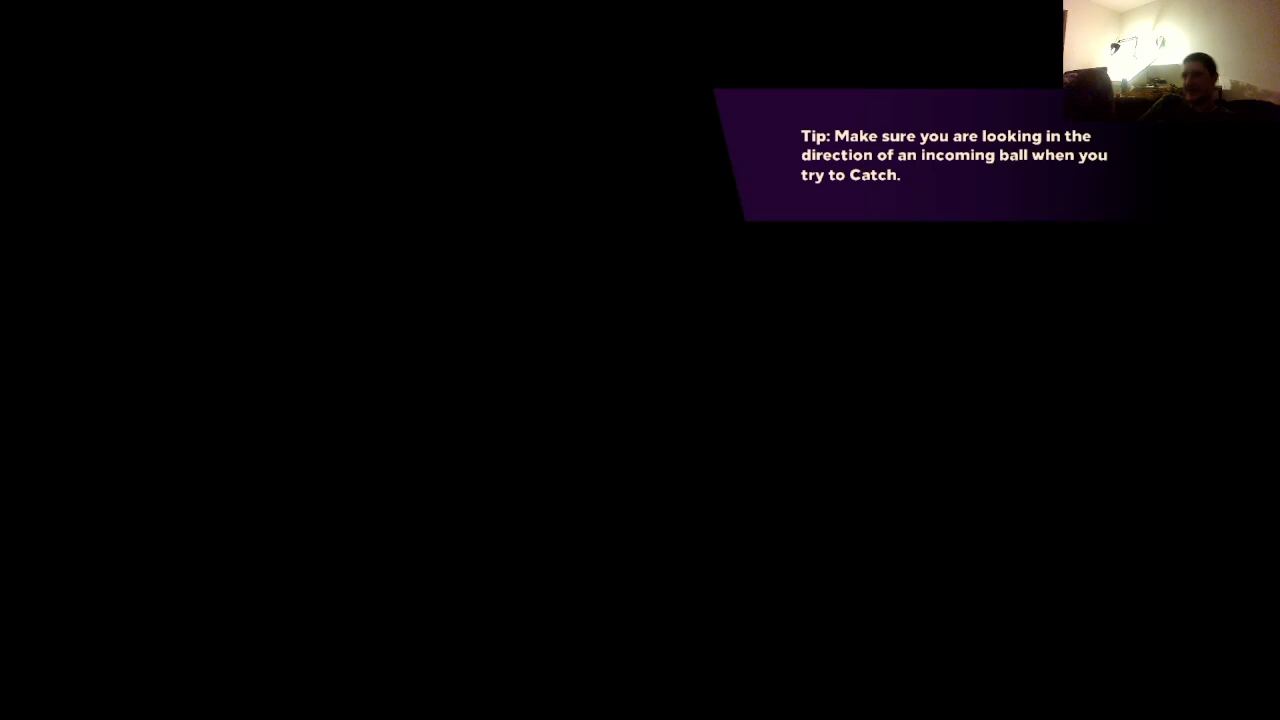 Tip: Make sure you are looking in the
direction of an incoming ball when you
try to Catch.